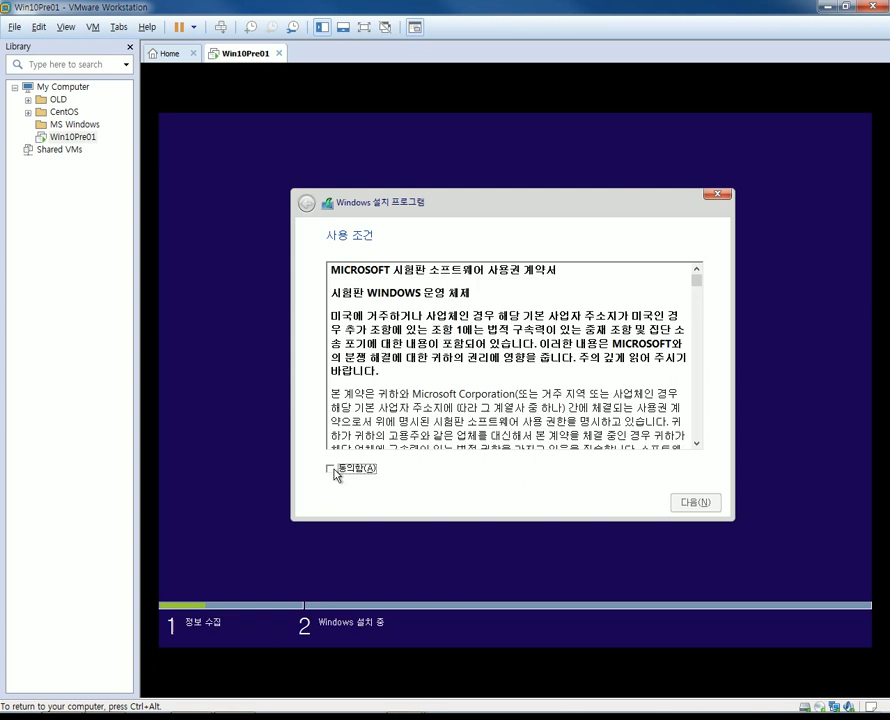 Win10Pre01 - VMware Workstation
File Edit View VM Tabs Help
Library
Type here to search
My Computer
OLD
CentOS
MS Windows
Win10Pre01
Shared VMs
Home
Win10Pre01
Windows 설치 프로그램
사용 조건
MICROSOFT 시험판 소프트웨어 사용권 계약서
시험판 WINDOWS 운영 체제
미국에 거주하거나 사업체인 경우 해당 기본 사업자 주소지가 미국인 경
우 추가 조항에 있는 조항 1에는 법적 구속력이 있는 중재 조항 및 집단 소
송 포기에 대한 내용이 포함되어 있습니다. 이러한 내용은 MICROSOFT와
의 분쟁 해결에 대한 귀하의 권리에 영향을 줍니다. 주의 깊게 읽어 주시기
바랍니다.
본 계약은 귀하와 Microsoft Corporation(또는 거주 지역 또는 사업체인 경우
해당 기본 사업자 주소지에 따라 그 계열사 중 하나) 간에 체결되는 사용권 계
약으로서 위에 명시된 시험판 소프트웨어 사용 권한을 명시하고 있습니다. 귀
하가 귀하의 고용주와 같은 업체를 대신해서 본 계약을 체결 중인 경우 귀하가
동의함(A)
다음(N)
1 정보 수집
2 Windows 설치 중
To return to your computer, press Ctrl+Alt.